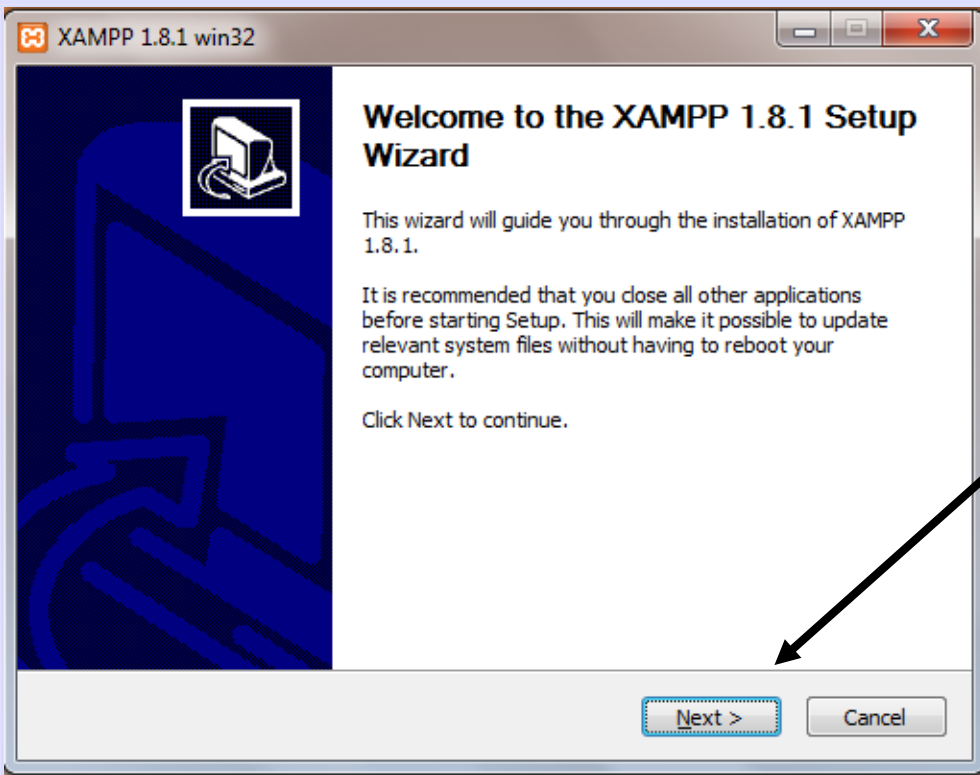 XAMPP 1.8.1 win32
Welcome to the XAMPP 1.8.1 Setup
Wizard
This wizard will guide you through the installation of XAMPP
1.8.1.
It is recommended that you close all other applications
before starting Setup. This will make it possible to update
relevant system files without having to reboot your
computer.
Click Next to continue.
Next >
Cancel